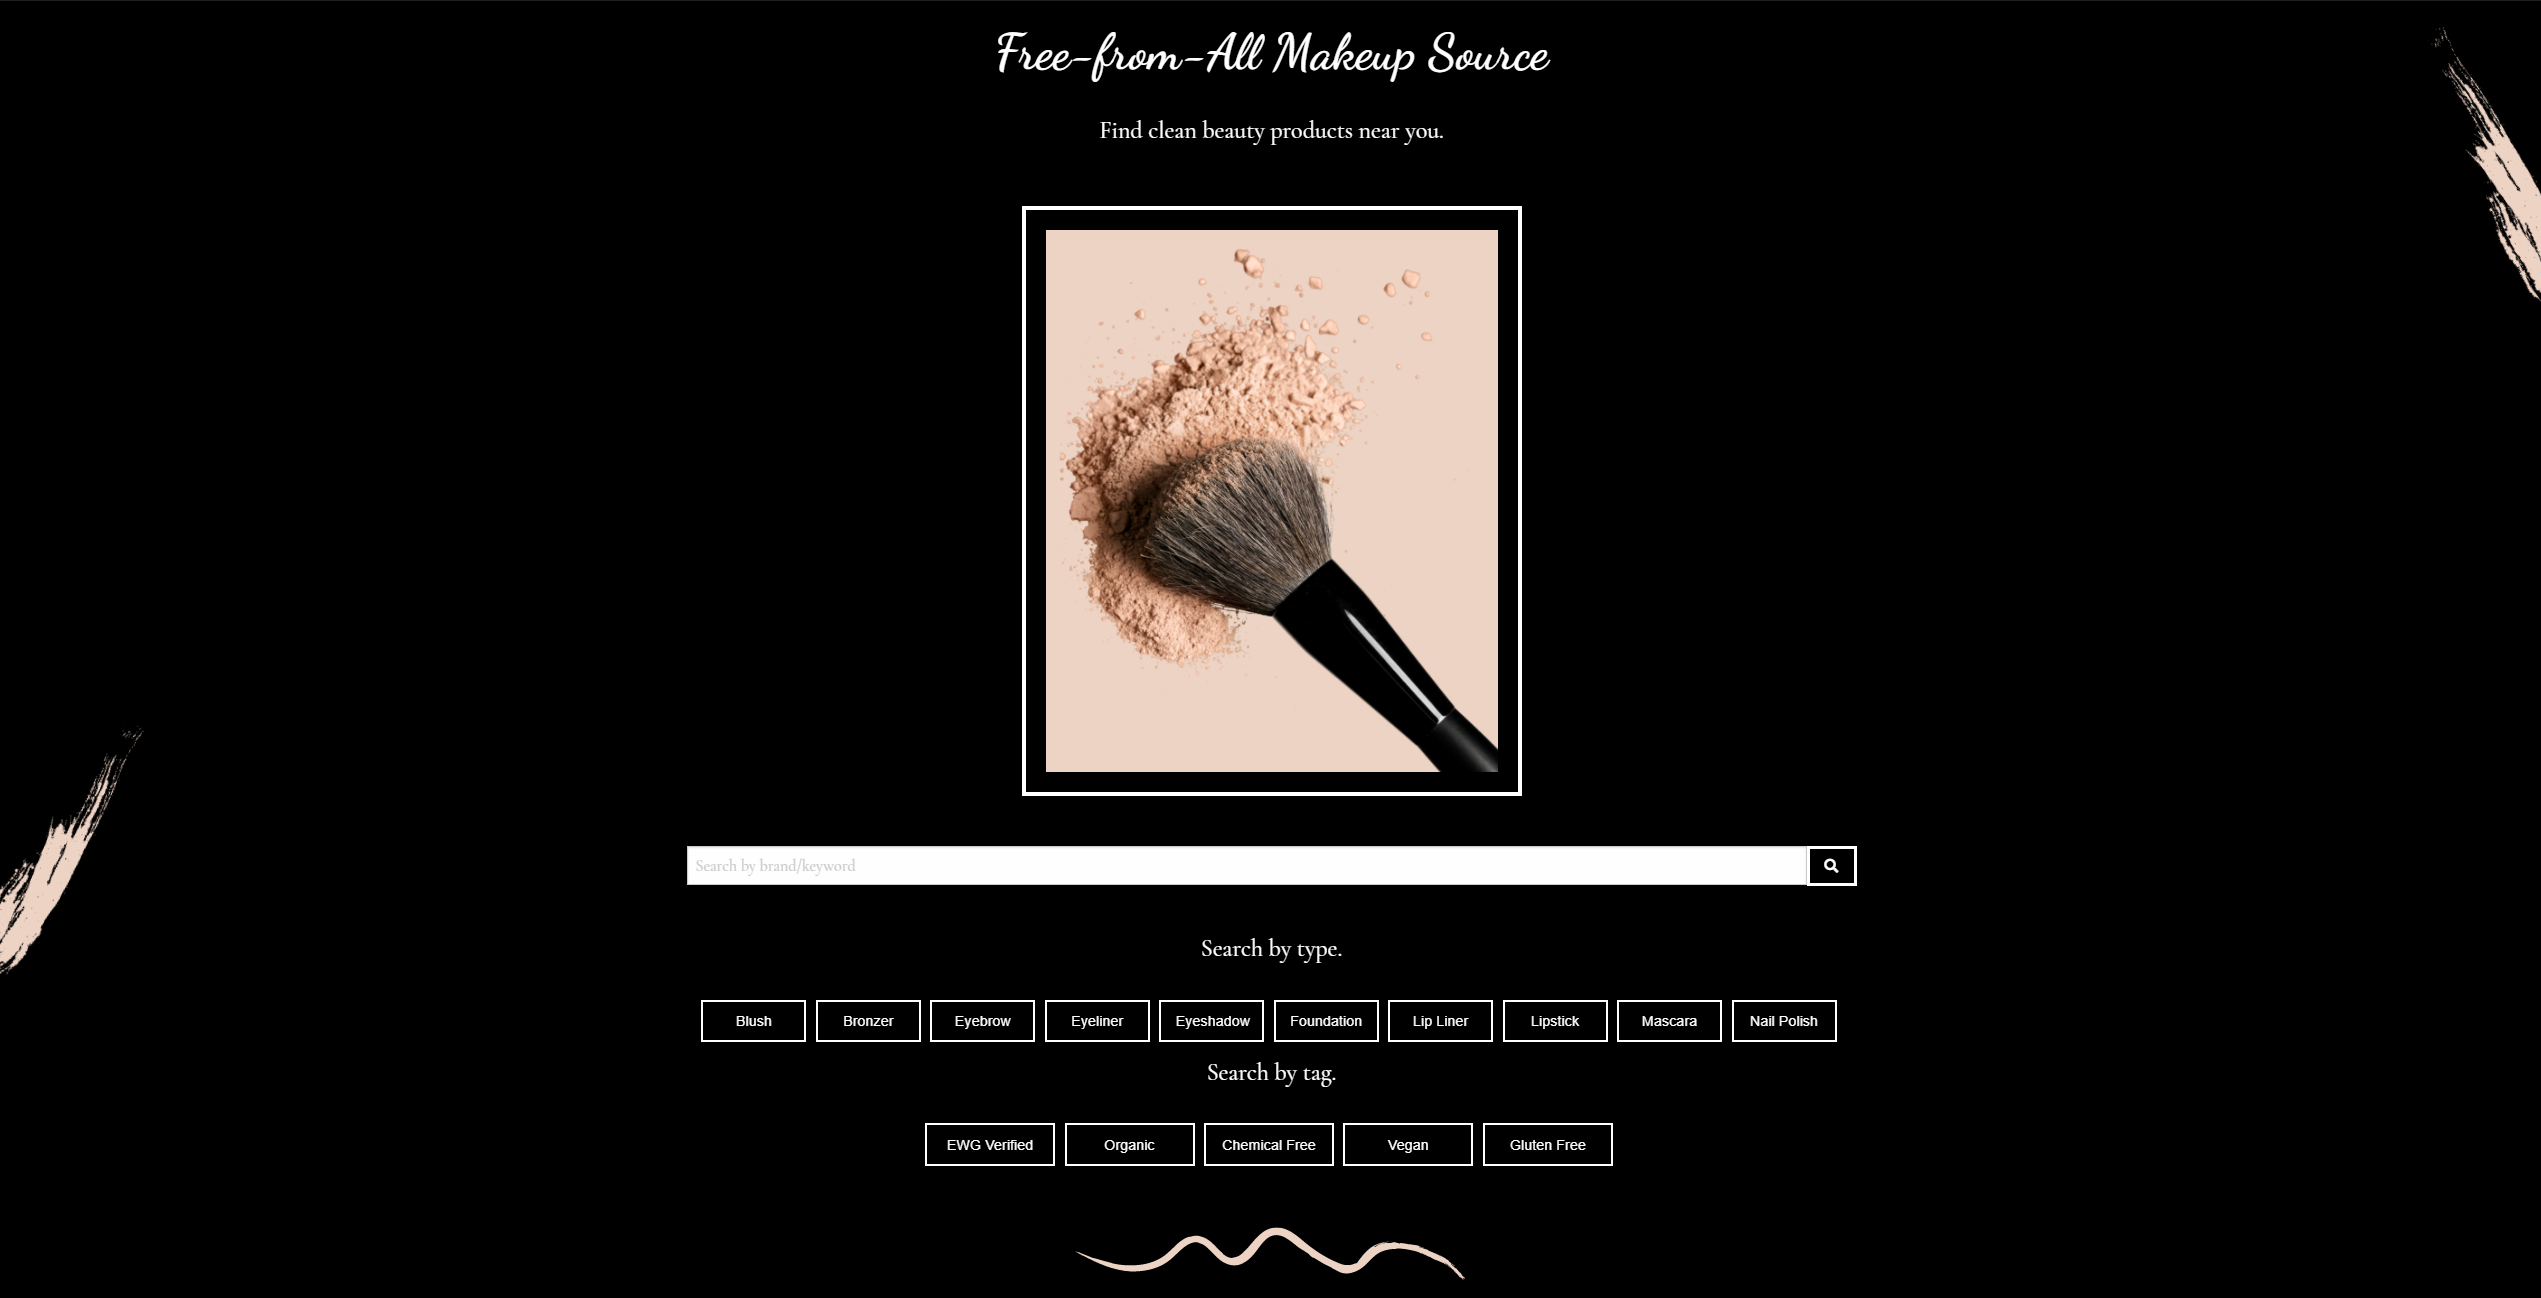 Free-from-All Makeup Source
Find clean beauty products near you.
Search by brand/keyword
Search by type.
Blush Bronzer Eyebrow Eyeliner Eyeshadow Foundation Lip Liner Lipstick Mascara Nail Polish
Search by tag.
EWG Verified Organic Chemical Free Vegan Gluten Free